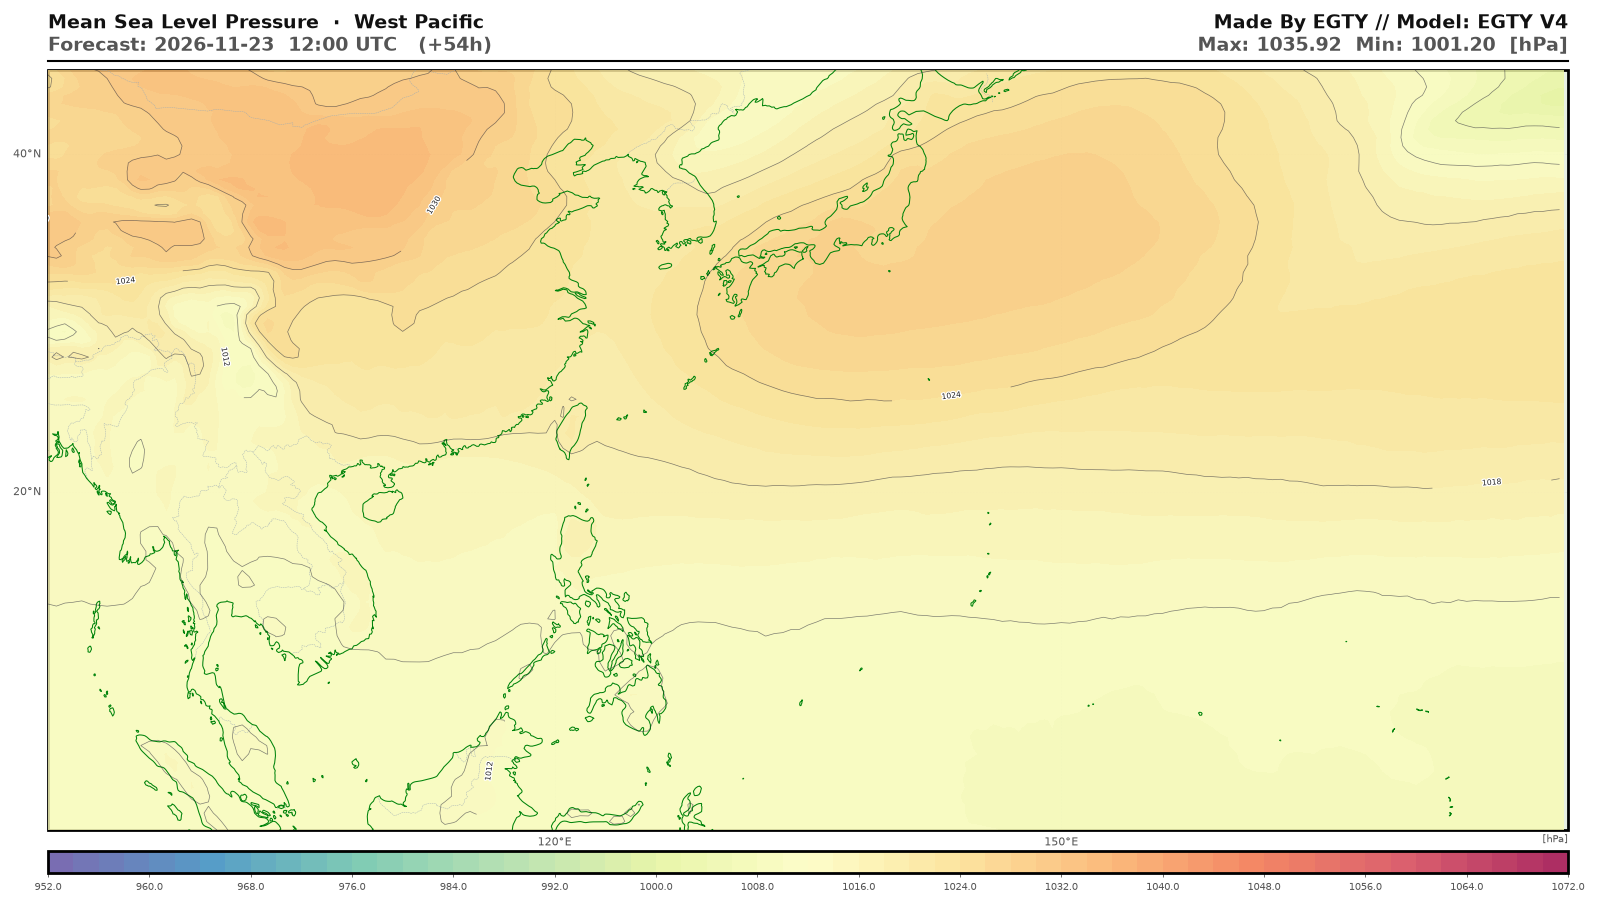 Mean Sea Level Pressure · West Pacific
Made By EGTY // Model: EGTY V4
Forecast: 2026-11-23 12:00 UTC (+54h)
Max: 1035.92 Min: 1001.20 [hPa]
40°N
1030
1024
1012
1024
20°N
1018
1012
120°E
150°E
[hPa]
952.0 960.0 968.0 976.0 984.0 992.0 1000.0 1008.0 1016.0 1024.0 1032.0 1040.0 1048.0 1056.0 1064.0 1072.0